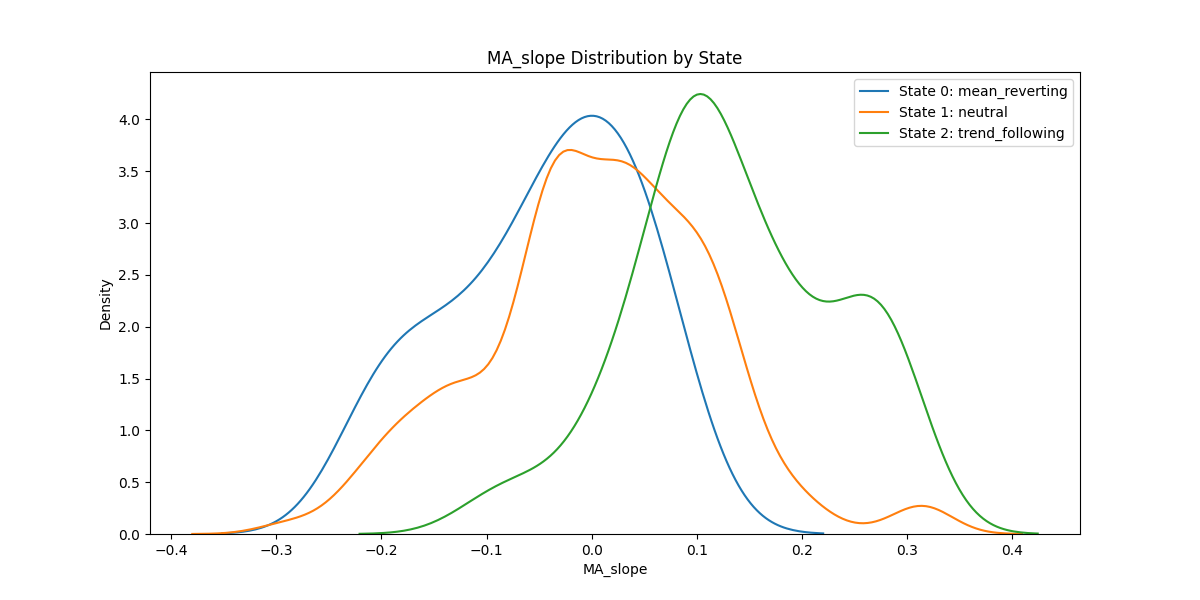 MA_slope Distribution by State
State 0: mean_reverting
State 1: neutral
State 2: trend_following
Density
4.0
3.5
3.0
2.5
2.0
1.5
1.0
0.5
0.0
−0.4 −0.3 −0.2 −0.1 0.0 0.1 0.2 0.3 0.4
MA_slope